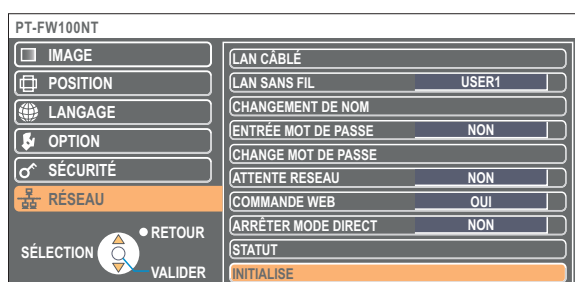 PT-FW100NT
IMAGE
POSITION
LANGAGE
OPTION
SÉCURITÉ
RÉSEAU
RETOUR
SÉLECTION
VALIDER
LAN CÂBLÉ
LAN SANS FIL USER1
CHANGEMENT DE NOM
ENTRÉE MOT DE PASSE NON
CHANGE MOT DE PASSE
ATTENTE RESEAU NON
COMMANDE WEB OUI
ARRÊTER MODE DIRECT NON
STATUT
INITIALISE